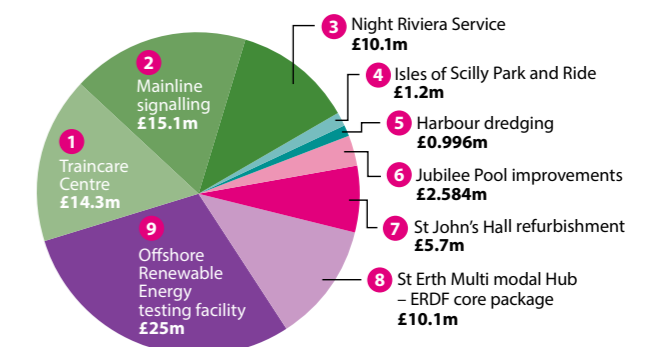 1
Traincare
Centre
£14.3m
2
Mainline
signalling
£15.1m
3 Night Riviera Service
£10.1m
4 Isles of Scilly Park and Ride
£1.2m
5 Harbour dredging
£0.996m
6 Jubilee Pool improvements
£2.584m
7 St John’s Hall refurbishment
£5.7m
8 St Erth Multi modal Hub
– ERDF core package
£10.1m
9
Offshore
Renewable
Energy
testing facility
£25m